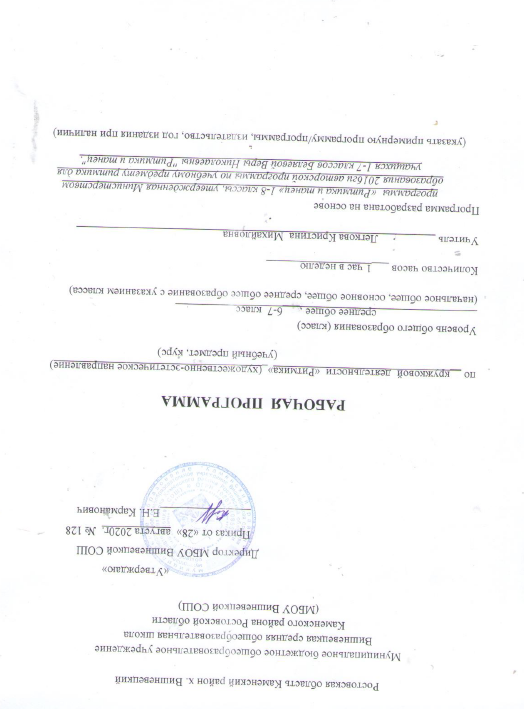 Ростовская область Каменский район х. Вишневецкий
Муниципальное бюджетное общеобразовательное учреждение
Вишневецкая средняя общеобразовательная школа
Каменского района Ростовской области
(МБОУ Вишневецкой СОШ)
«Утверждаю»
Директор МБОУ Вишневецкой СОШ
Приказ от «28» августа 2020г. № 128
Е.Н. Карманович
РАБОЧАЯ ПРОГРАММА
по кружковой деятельности «Ритмика» (художественно-эстетическое направление)
(учебный предмет, курс)
Уровень общего образования (класс)
среднее общее 6-7 класс
(начальное общее, основное общее, среднее общее образование с указанием класса)
Количество часов 1 час в неделю
Учитель Легкова Кристина Михайловна
Программа разработана на основе
программы «Ритмика и танец» 1-8 классы, утвержденная Министерством
образования 2016ги авторской программы по учебному предмету ритмика для
учащихся 1-7 классов Беляевой Веры Николаевны "Ритмика и танец".
(указать примерную программу/программы, издательство, год издания при наличии)